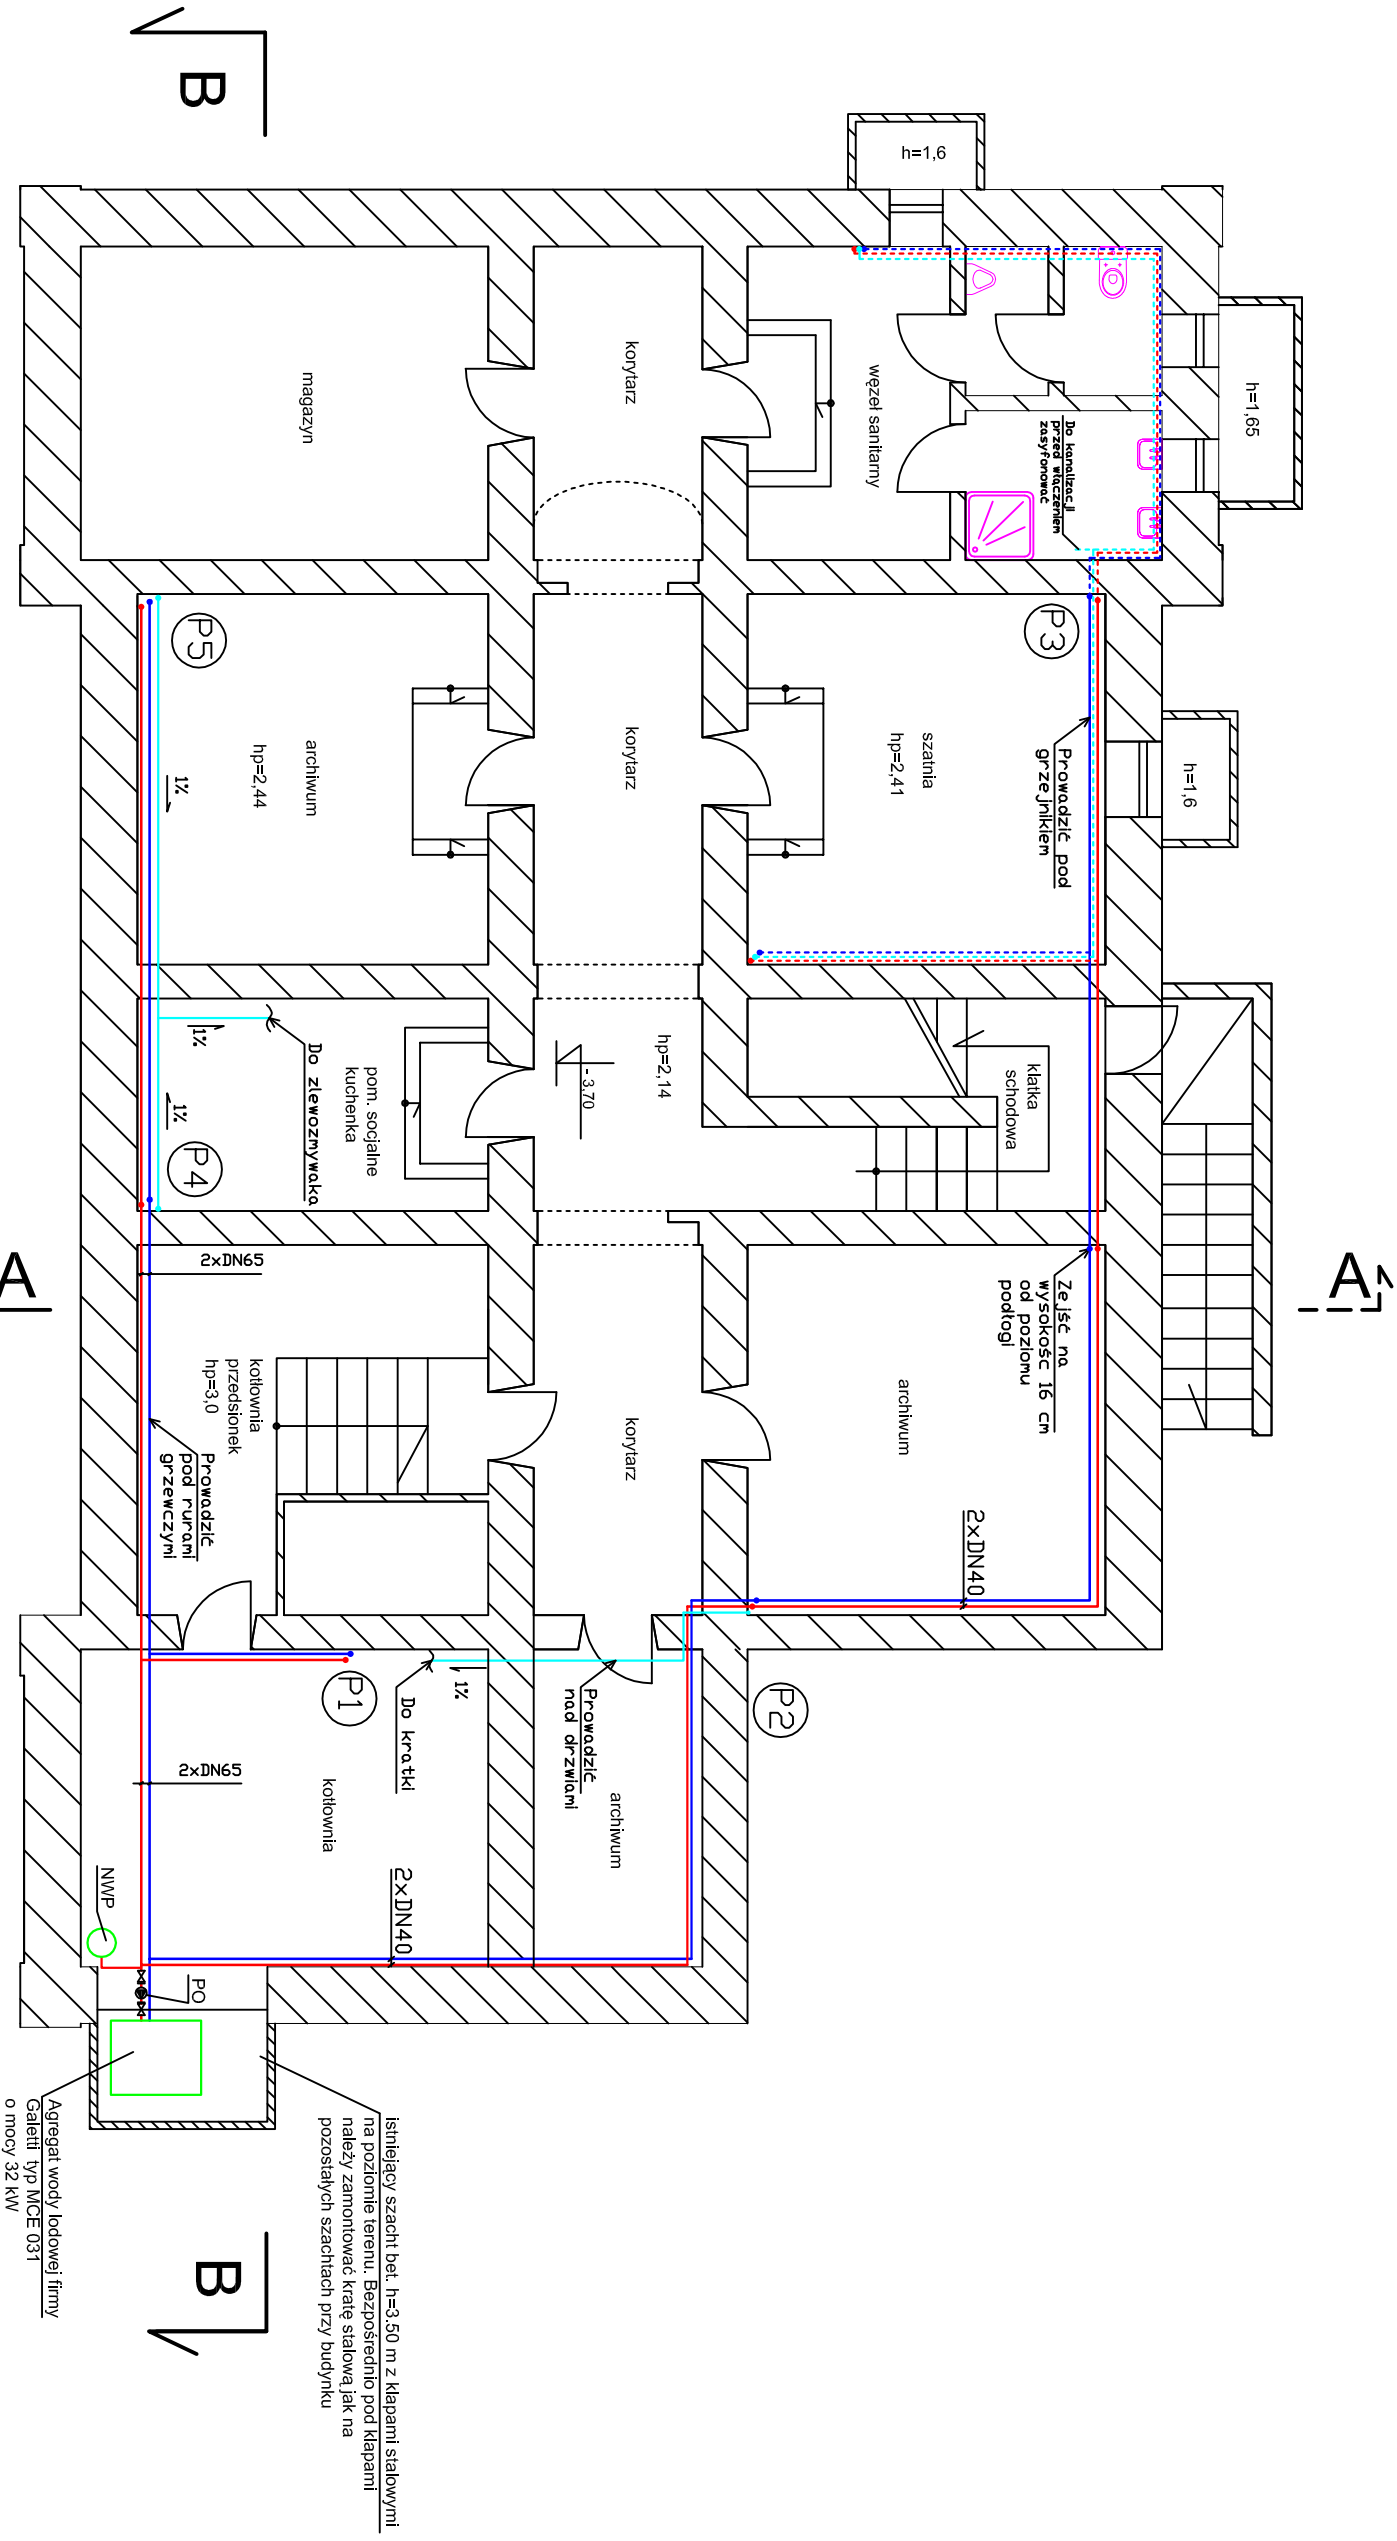 B
h=1,6
h=1,65
magazyn
korytarz
węzeł sanitarny
Do kanalizacji
przed włączeniem
zasyfonować
P5
P3
archiwum
hp=2,44
korytarz
szatnia
hp=2,41
Prowadzić pod
grzejnikiem
h=1,6
1%
1%
1%
P4
Do zlewozmywaka
pom. socjalne
kuchenka
hp=2,14
-3,70
klatka
schodowa
A
A
2xDN65
kotłownia
przedsionek
hp=3,0
Prowadzić
pod rurami
grzewczymi
korytarz
archiwum
Zejść na
wysokość 16 cm
od poziomu
podłogi
2xDN40
P1
P2
1%
Do kratki
Prowadzić
nad drzwiami
archiwum
2xDN65
kotłownia
2xDN40
NWP
PO
Agregat wody lodowej firmy
Galetti typ MCE 031
o mocy 32 kW
istniejący szacht bet. h=3.50 m z klapami stalowymi
na poziomie terenu. Bezpośrednio pod klapami
należy zamontować kratę stalową jak na
pozostałych szachtach przy budynku
B